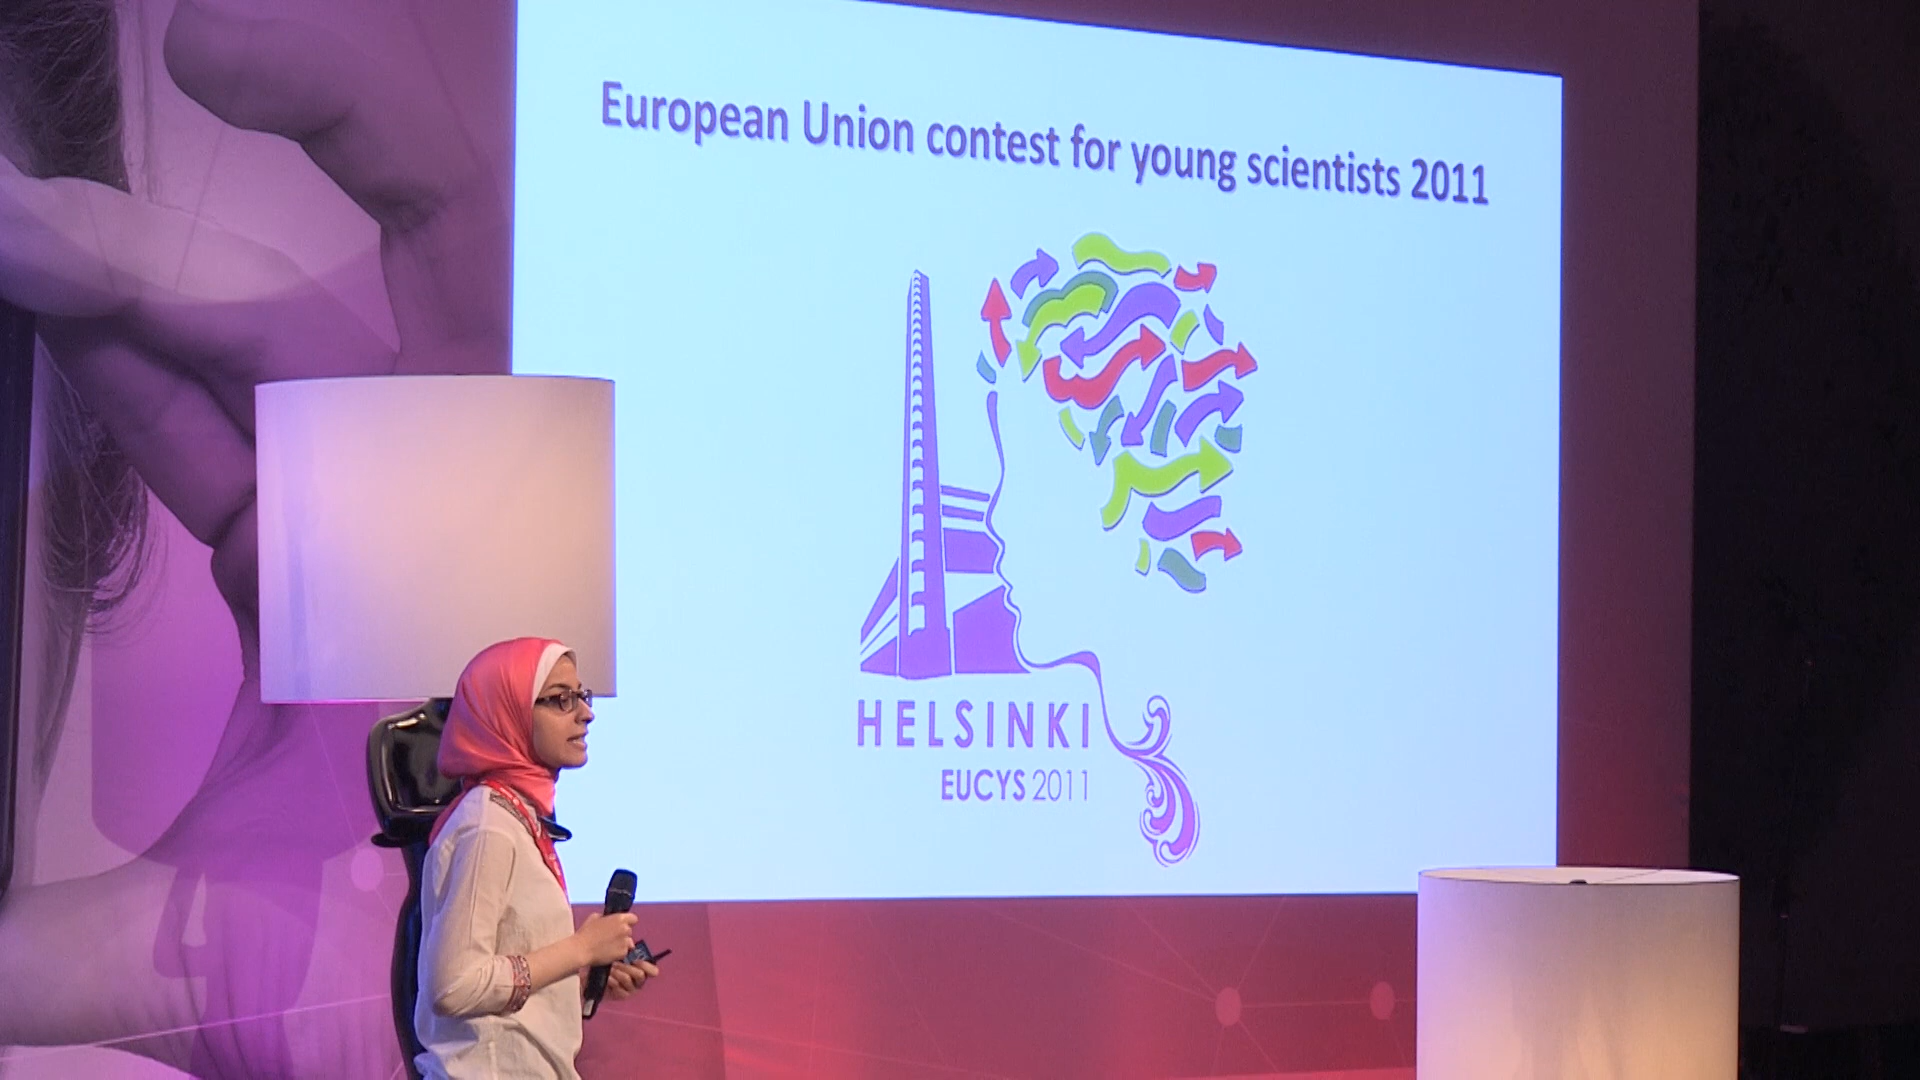 European Union contest for young scientists 2011
HELSINKI
EUCYS 2011